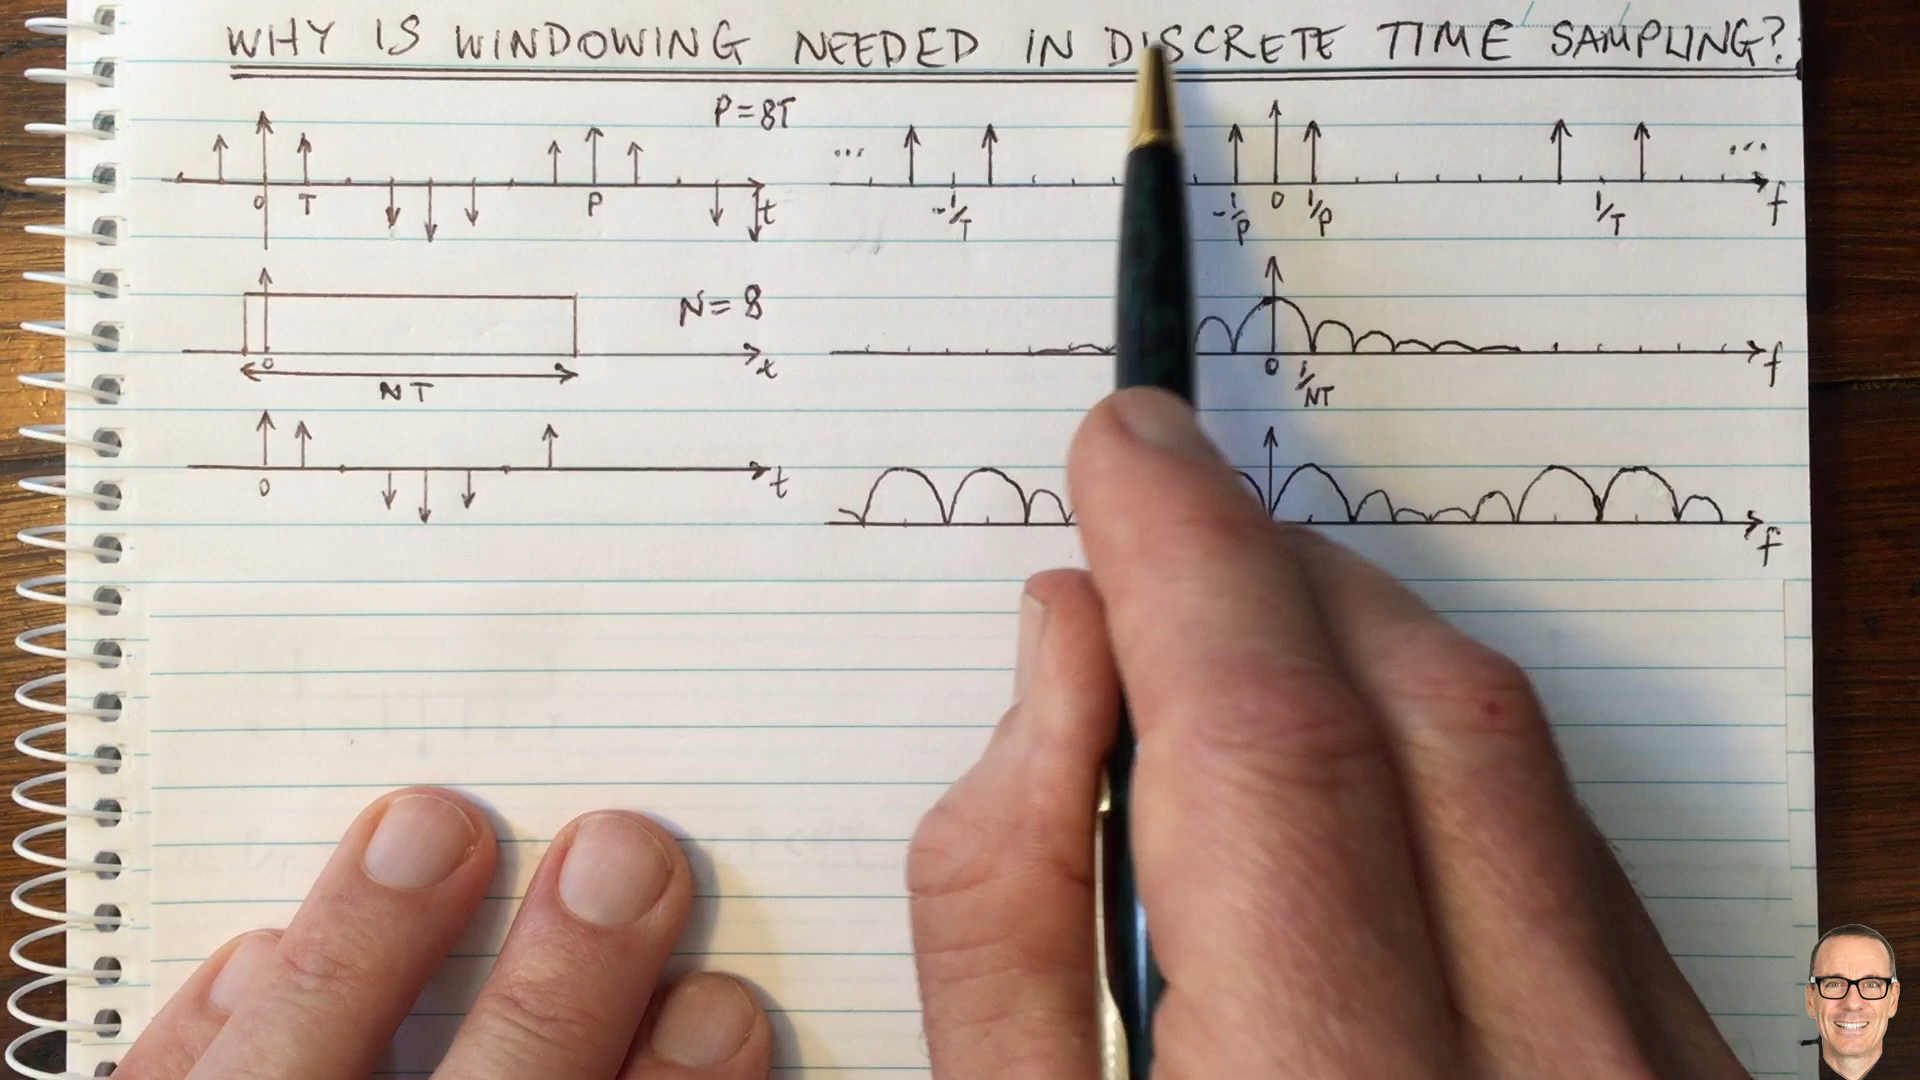 WHY IS WINDOWING NEEDED IN DISCRETE TIME SAMPLING?
P=8T
0 T P t
... -1/T -1/P 0 1/P 1/T ... f
N=8
0 t
NT
0 1/NT f
0 t
f